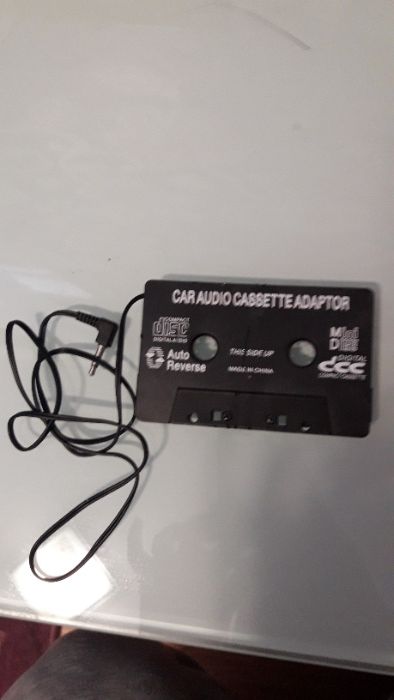 CAR AUDIO CASSETTE ADAPTOR
COMPACT
disc
DIGITAL AUDIO
Auto
Reverse
THIS SIDE UP
MADE IN CHINA
Mini
Disc
DIGITAL
dcc
COMPACT CASSETTE